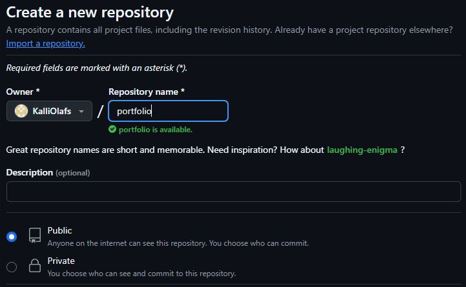 Create a new repository
A repository contains all project files, including the revision history. Already have a project repository elsewhere?
Import a repository.
Required fields are marked with an asterisk (*).
Owner * Repository name *
KalliOlafs / portfolio
portfolio is available.
Great repository names are short and memorable. Need inspiration? How about laughing-enigma ?
Description (optional)
Public
Anyone on the internet can see this repository. You choose who can commit.
Private
You choose who can see and commit to this repository.